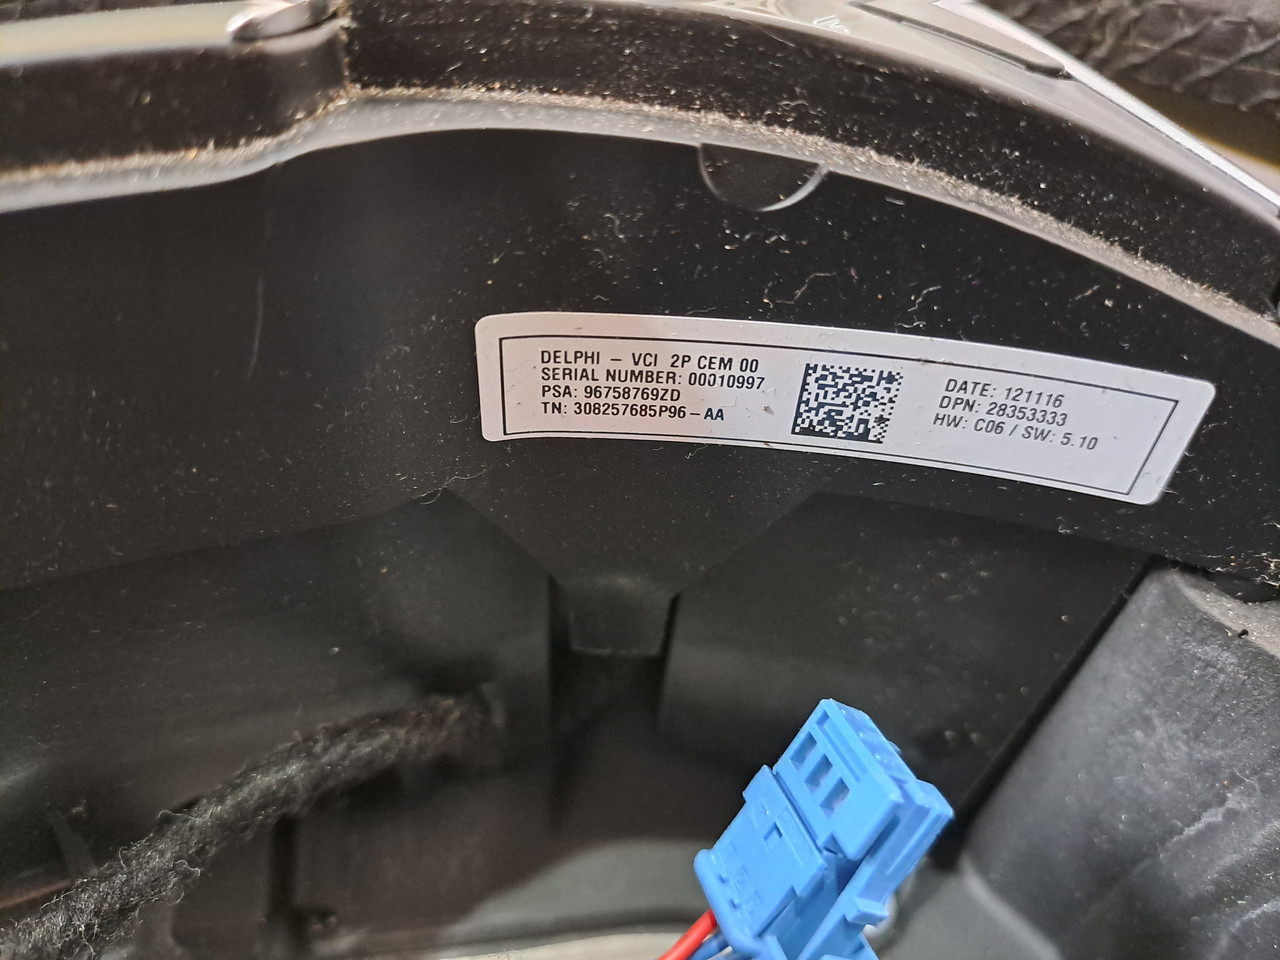 DELPHI - VCI 2P CEM 00
SERIAL NUMBER: 00010997
PSA: 96758769ZD
TN: 308257685P96-AA
DATE: 121116
DPN: 28353333
HW: C06 / SW: 5.10